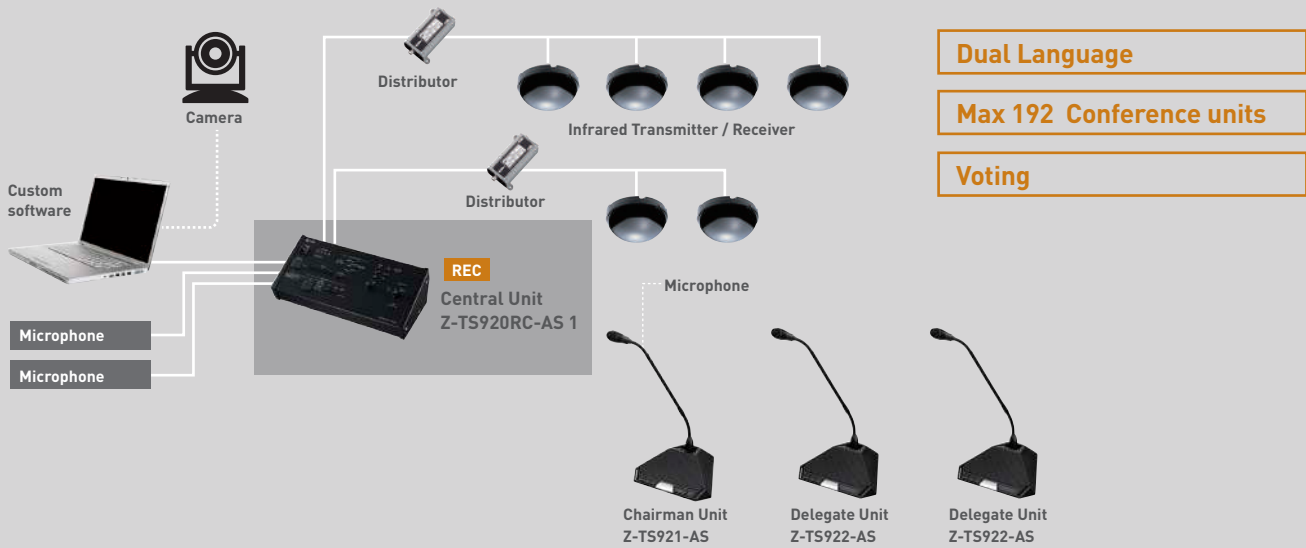 Dual Language
Distributor
Camera
Infrared Transmitter / Receiver
Max 192 Conference units
Voting
Custom
software
Distributor
REC
Central Unit
Z-TS920RC-AS 1
Microphone
Microphone
Microphone
Chairman Unit
Z-TS921-AS
Delegate Unit
Z-TS922-AS
Delegate Unit
Z-TS922-AS